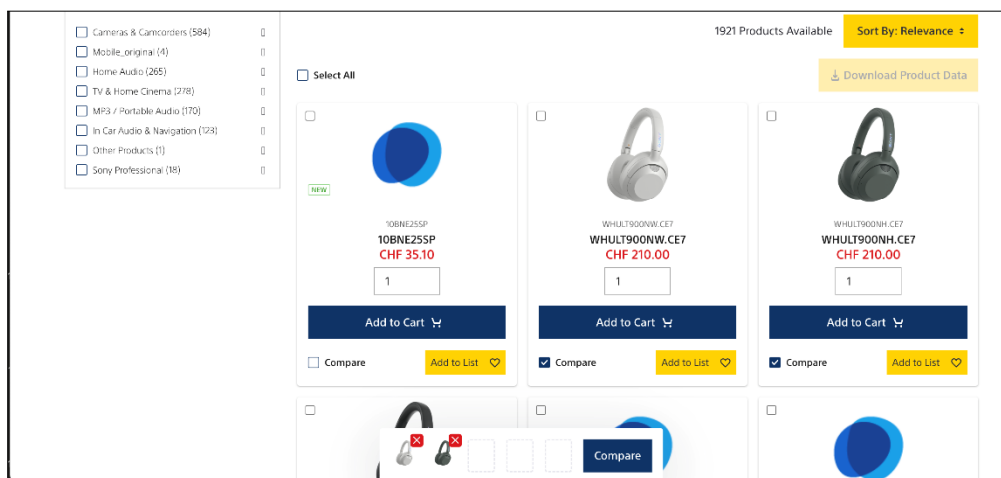 Cameras & Camcorders (584)
Mobile_original (4)
Home Audio (265)
TV & Home Cinema (278)
MP3 / Portable Audio (170)
In Car Audio & Navigation (123)
Other Products (1)
Sony Professional (18)
1921 Products Available
Sort By: Relevance
Select All
Download Product Data
NEW
10BNE25SP
10BNE25SP
CHF 35.10
1
Add to Cart
Compare
Add to List
WHULT900NW.CE7
WHULT900NW.CE7
CHF 210.00
1
Add to Cart
Compare
Add to List
WHULT900NH.CE7
WHULT900NH.CE7
CHF 210.00
1
Add to Cart
Compare
Add to List
Compare